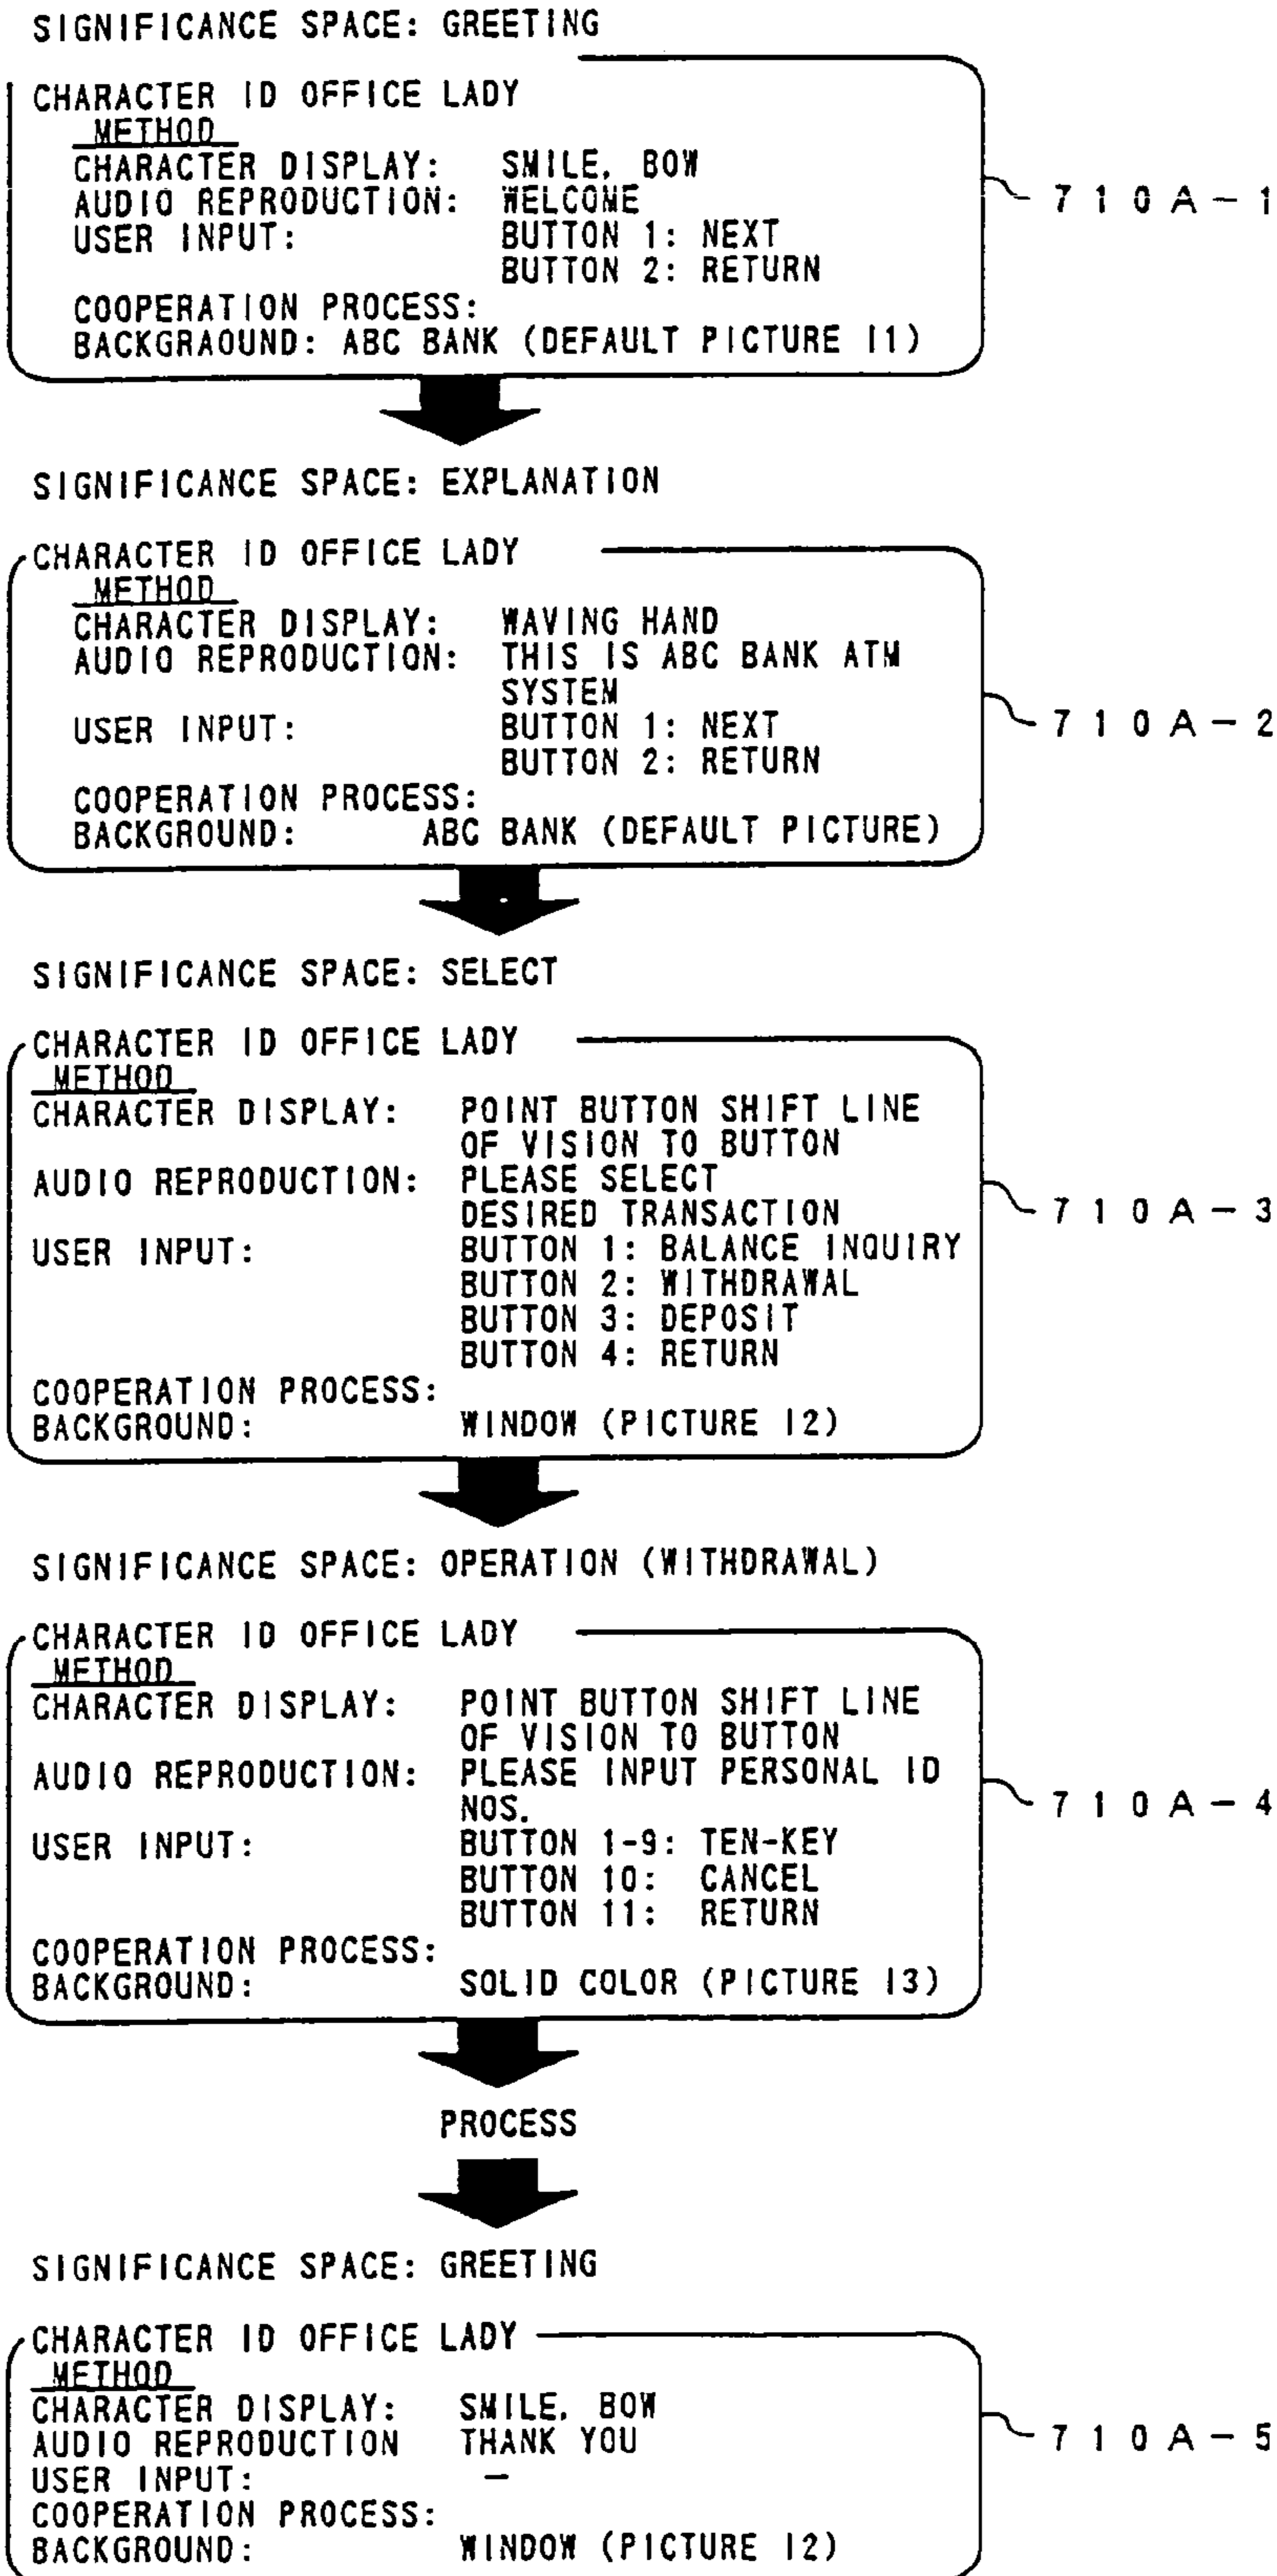 SIGNIFICANCE SPACE: GREETING
CHARACTER ID OFFICE LADY
METHOD
CHARACTER DISPLAY: SMILE, BOW
AUDIO REPRODUCTION: WELCOME
USER INPUT: BUTTON 1: NEXT
BUTTON 2: RETURN
COOPERATION PROCESS:
BACKGRAOUND: ABC BANK (DEFAULT PICTURE I1)
710A-1
SIGNIFICANCE SPACE: EXPLANATION
CHARACTER ID OFFICE LADY
METHOD
CHARACTER DISPLAY: WAVING HAND
AUDIO REPRODUCTION: THIS IS ABC BANK ATM
SYSTEM
USER INPUT: BUTTON 1: NEXT
BUTTON 2: RETURN
COOPERATION PROCESS:
BACKGROUND: ABC BANK (DEFAULT PICTURE)
710A-2
SIGNIFICANCE SPACE: SELECT
CHARACTER ID OFFICE LADY
METHOD
CHARACTER DISPLAY: POINT BUTTON SHIFT LINE
OF VISION TO BUTTON
AUDIO REPRODUCTION: PLEASE SELECT
DESIRED TRANSACTION
USER INPUT: BUTTON 1: BALANCE INQUIRY
BUTTON 2: WITHDRAWAL
BUTTON 3: DEPOSIT
BUTTON 4: RETURN
COOPERATION PROCESS:
BACKGROUND: WINDOW (PICTURE I2)
710A-3
SIGNIFICANCE SPACE: OPERATION (WITHDRAWAL)
CHARACTER ID OFFICE LADY
METHOD
CHARACTER DISPLAY: POINT BUTTON SHIFT LINE
OF VISION TO BUTTON
AUDIO REPRODUCTION: PLEASE INPUT PERSONAL ID
NOS.
USER INPUT: BUTTON 1-9: TEN-KEY
BUTTON 10: CANCEL
BUTTON 11: RETURN
COOPERATION PROCESS:
BACKGROUND: SOLID COLOR (PICTURE I3)
710A-4
PROCESS
SIGNIFICANCE SPACE: GREETING
CHARACTER ID OFFICE LADY
METHOD
CHARACTER DISPLAY: SMILE, BOW
AUDIO REPRODUCTION THANK YOU
USER INPUT: —
COOPERATION PROCESS:
BACKGROUND: WINDOW (PICTURE I2)
710A-5